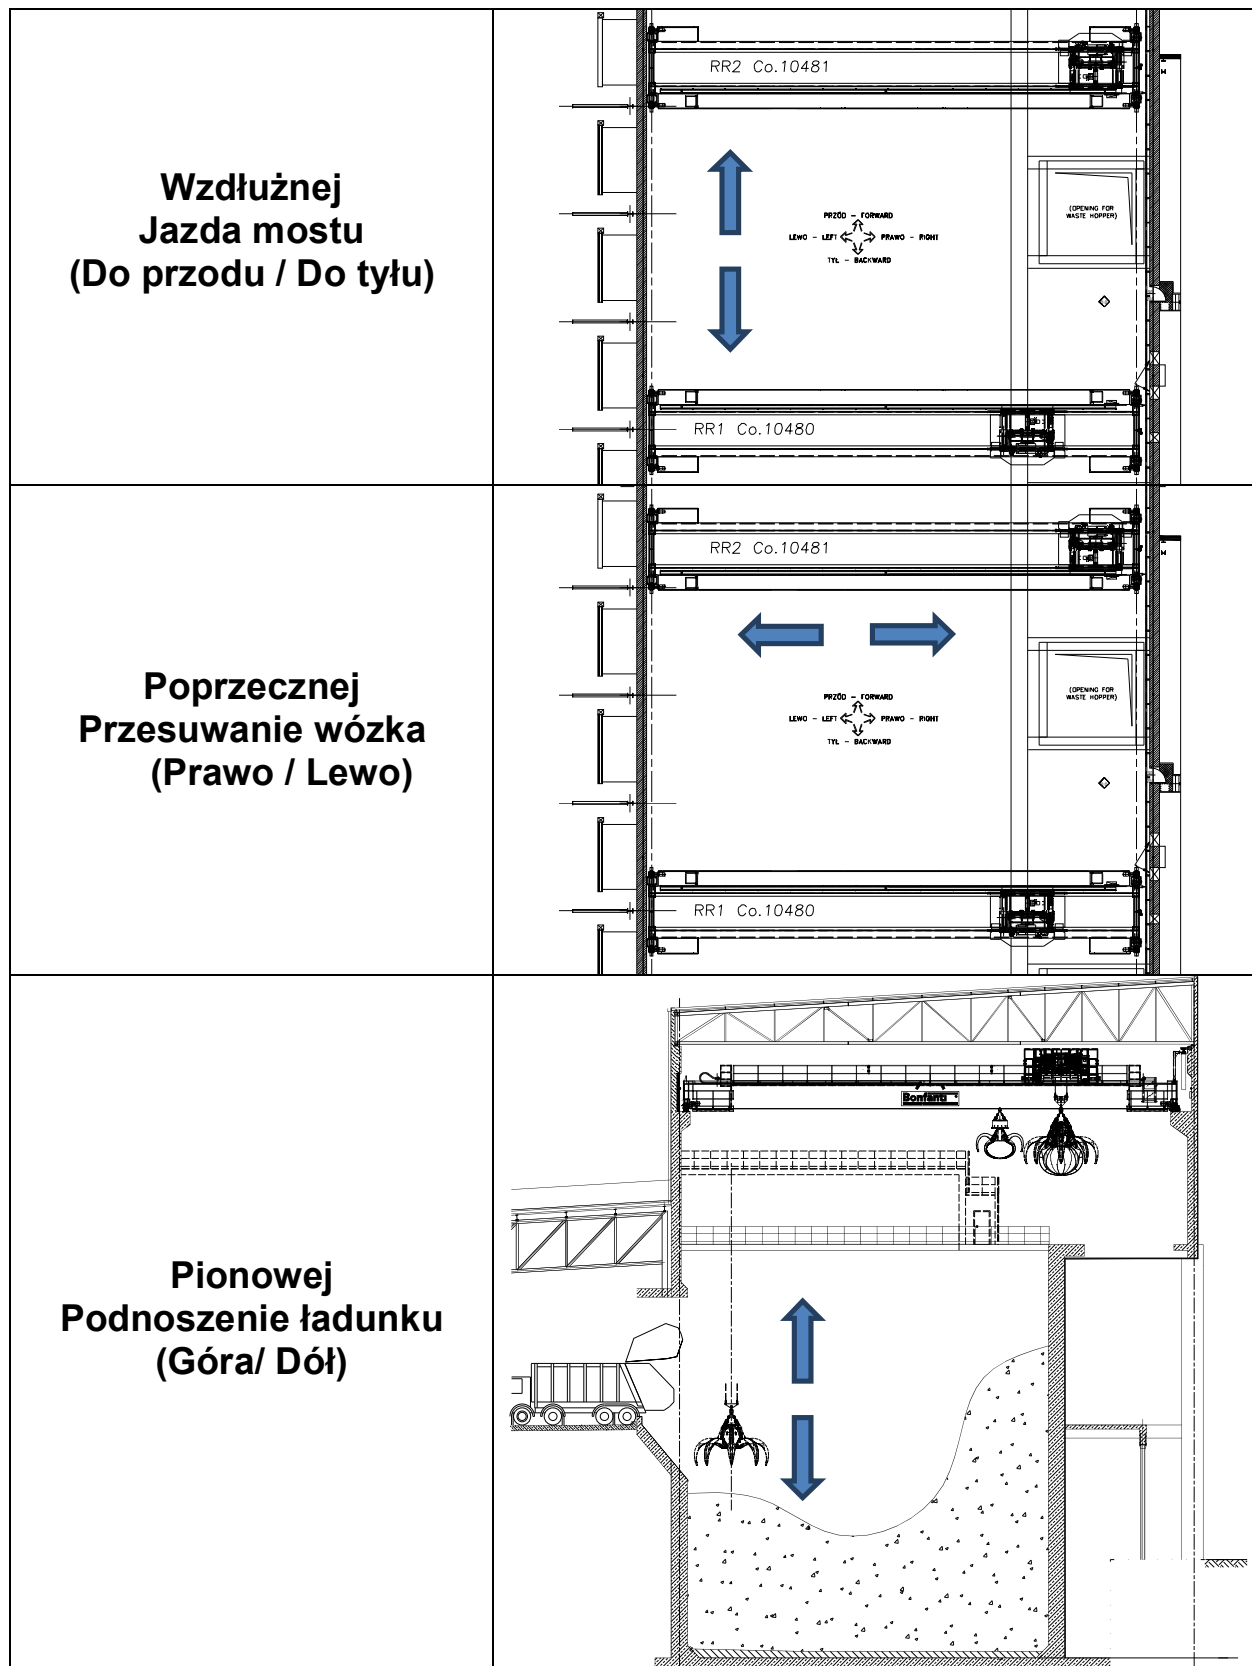 Wzdłużnej
Jazda mostu
(Do przodu / Do tyłu)
RR2 Co.10481
PRZÓD – FORWARD
LEWO – LEFT PRAWO – RIGHT
TYŁ – BACKWARD
(OPENING FOR
WASTE HOPPER)
RR1 Co.10480
Poprzecznej
Przesuwanie wózka
(Prawo / Lewo)
RR2 Co.10481
PRZÓD – FORWARD
LEWO – LEFT PRAWO – RIGHT
TYŁ – BACKWARD
(OPENING FOR
WASTE HOPPER)
RR1 Co.10480
Pionowej
Podnoszenie ładunku
(Góra/ Dół)
Bonfanti